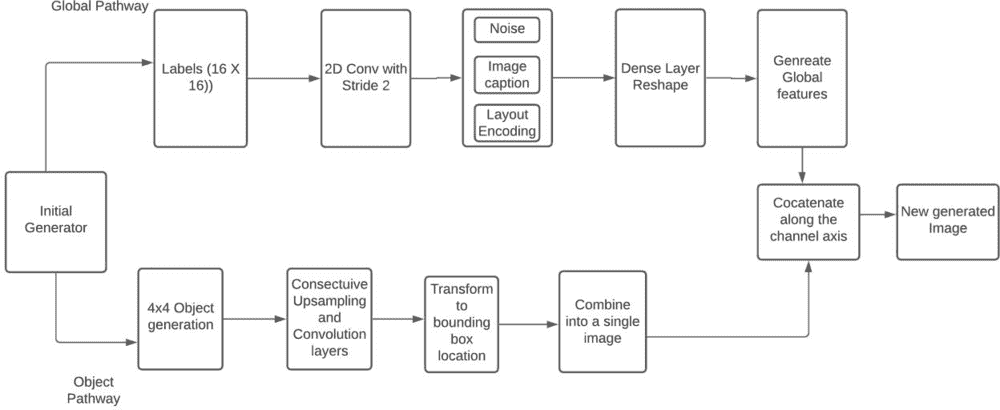 Global Pathway
Labels (16 X
16))
2D Conv with
Stride 2
Noise
Image
caption
Layout
Encoding
Dense Layer
Reshape
Genreate
Global
features
Initial
Generator
Cocatenate
along the
channel axis
New generated
Image
4x4 Object
generation
Consectuive
Upsampling
and
Convolution
layers
Transform
to
bounding
box
location
Combine
into a single
image
Object
Pathway